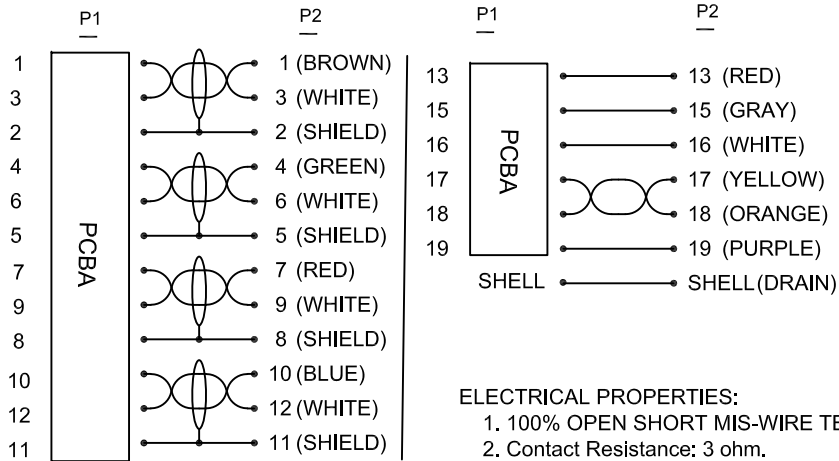 P1 P2
1 1 (BROWN)
3 3 (WHITE)
2 2 (SHIELD)
4 4 (GREEN)
6 6 (WHITE)
5 5 (SHIELD)
7 7 (RED)
9 9 (WHITE)
8 8 (SHIELD)
10 10 (BLUE)
12 12 (WHITE)
11 11 (SHIELD)
PCBA
P1 P2
13 13 (RED)
15 15 (GRAY)
16 16 (WHITE)
17 17 (YELLOW)
18 18 (ORANGE)
19 19 (PURPLE)
PCBA
SHELL SHELL (DRAIN)
ELECTRICAL PROPERTIES:
1. 100% OPEN SHORT MIS-WIRE TE
2. Contact Resistance: 3 ohm.